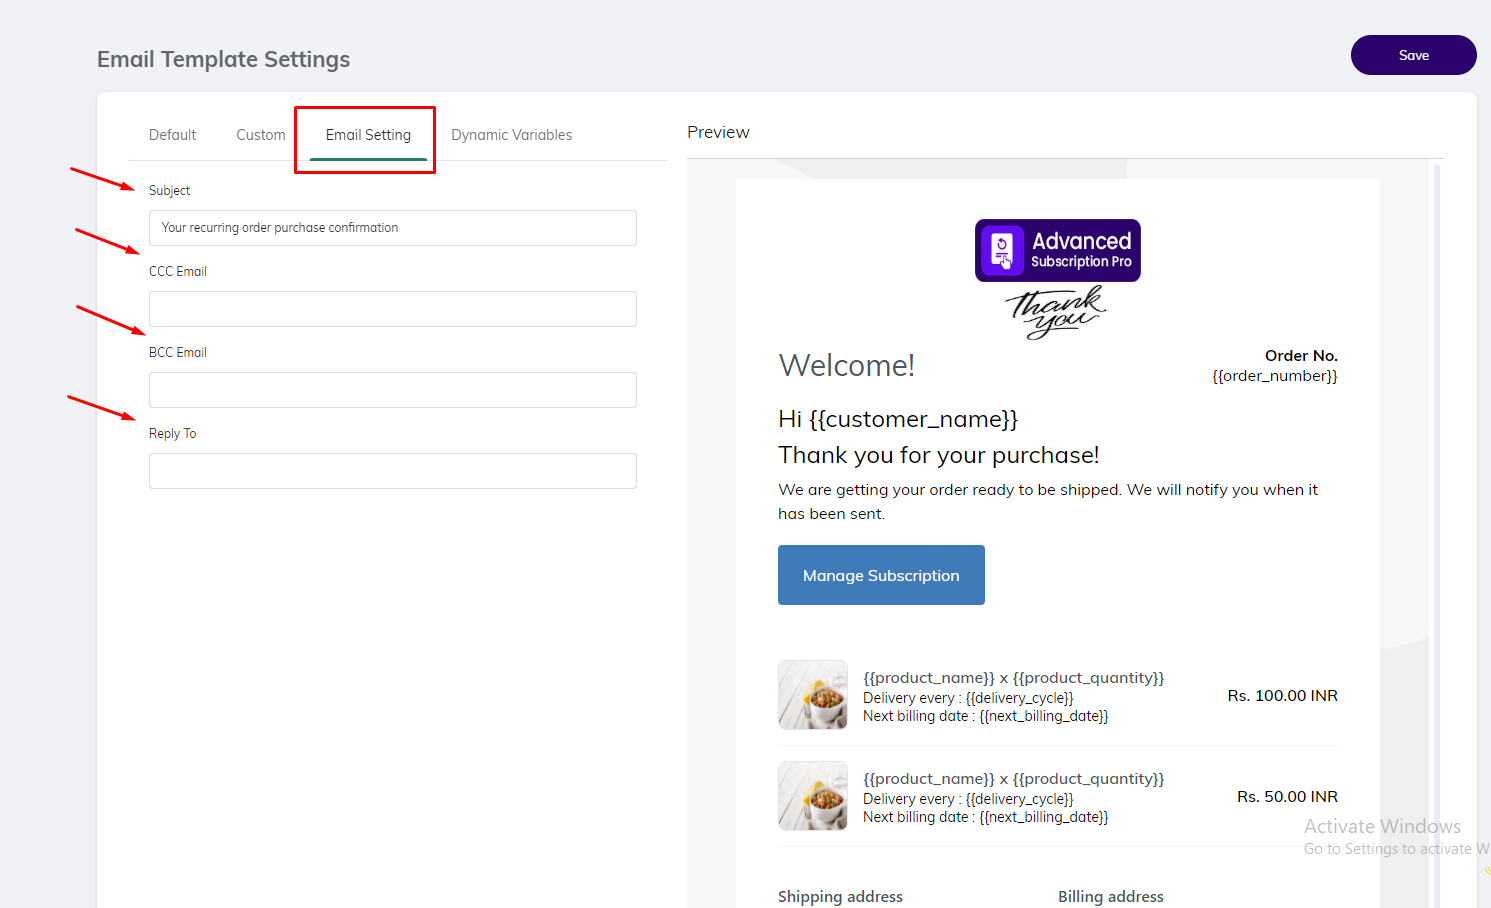 Email Template Settings
Save
Default Custom Email Setting Dynamic Variables
Subject
Your recurring order purchase confirmation
CCC Email
BCC Email
Reply To
Preview
Advanced
Subscription Pro
Thank
you
Welcome!
Order No.
{{order_number}}
Hi {{customer_name}}
Thank you for your purchase!
We are getting your order ready to be shipped. We will notify you when it
has been sent.
Manage Subscription
{{product_name}} x {{product_quantity}}
Delivery every : {{delivery_cycle}}
Next billing date : {{next_billing_date}}
Rs. 100.00 INR
{{product_name}} x {{product_quantity}}
Delivery every : {{delivery_cycle}}
Next billing date : {{next_billing_date}}
Rs. 50.00 INR
Activate Windows
Go to Settings to activate W
Shipping address Billing address